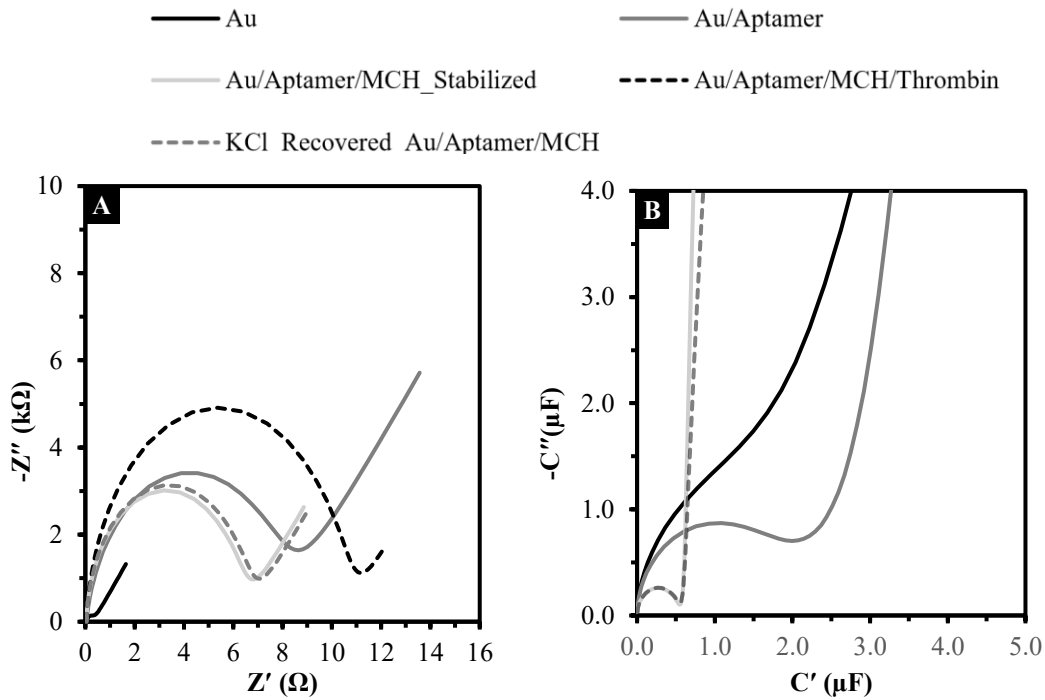 Au
Au/Aptamer
Au/Aptamer/MCH_Stabilized
Au/Aptamer/MCH/Thrombin
KCl Recovered Au/Aptamer/MCH
A
10
8
6
4
2
0
0 2 4 6 8 10 12 14 16
-Z″ (kΩ)
Z′ (Ω)
B
4.0
3.0
2.0
1.0
0.0
0.0 1.0 2.0 3.0 4.0 5.0
-C″(µF)
C′ (µF)